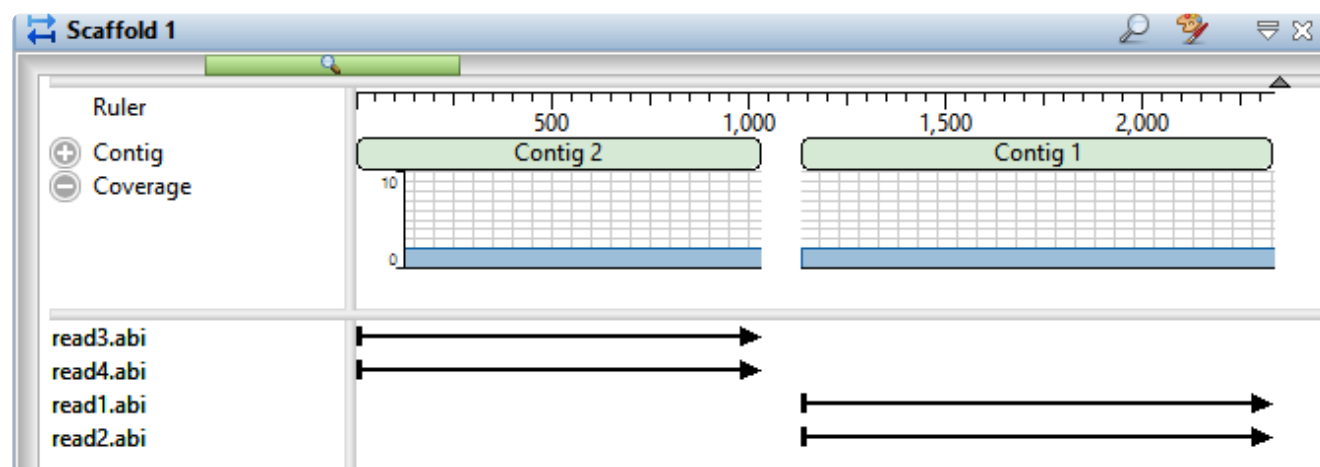 Scaffold 1
Ruler
500 1,000 1,500 2,000
Contig Contig 2 Contig 1
Coverage 10
0
read3.abi
read4.abi
read1.abi
read2.abi